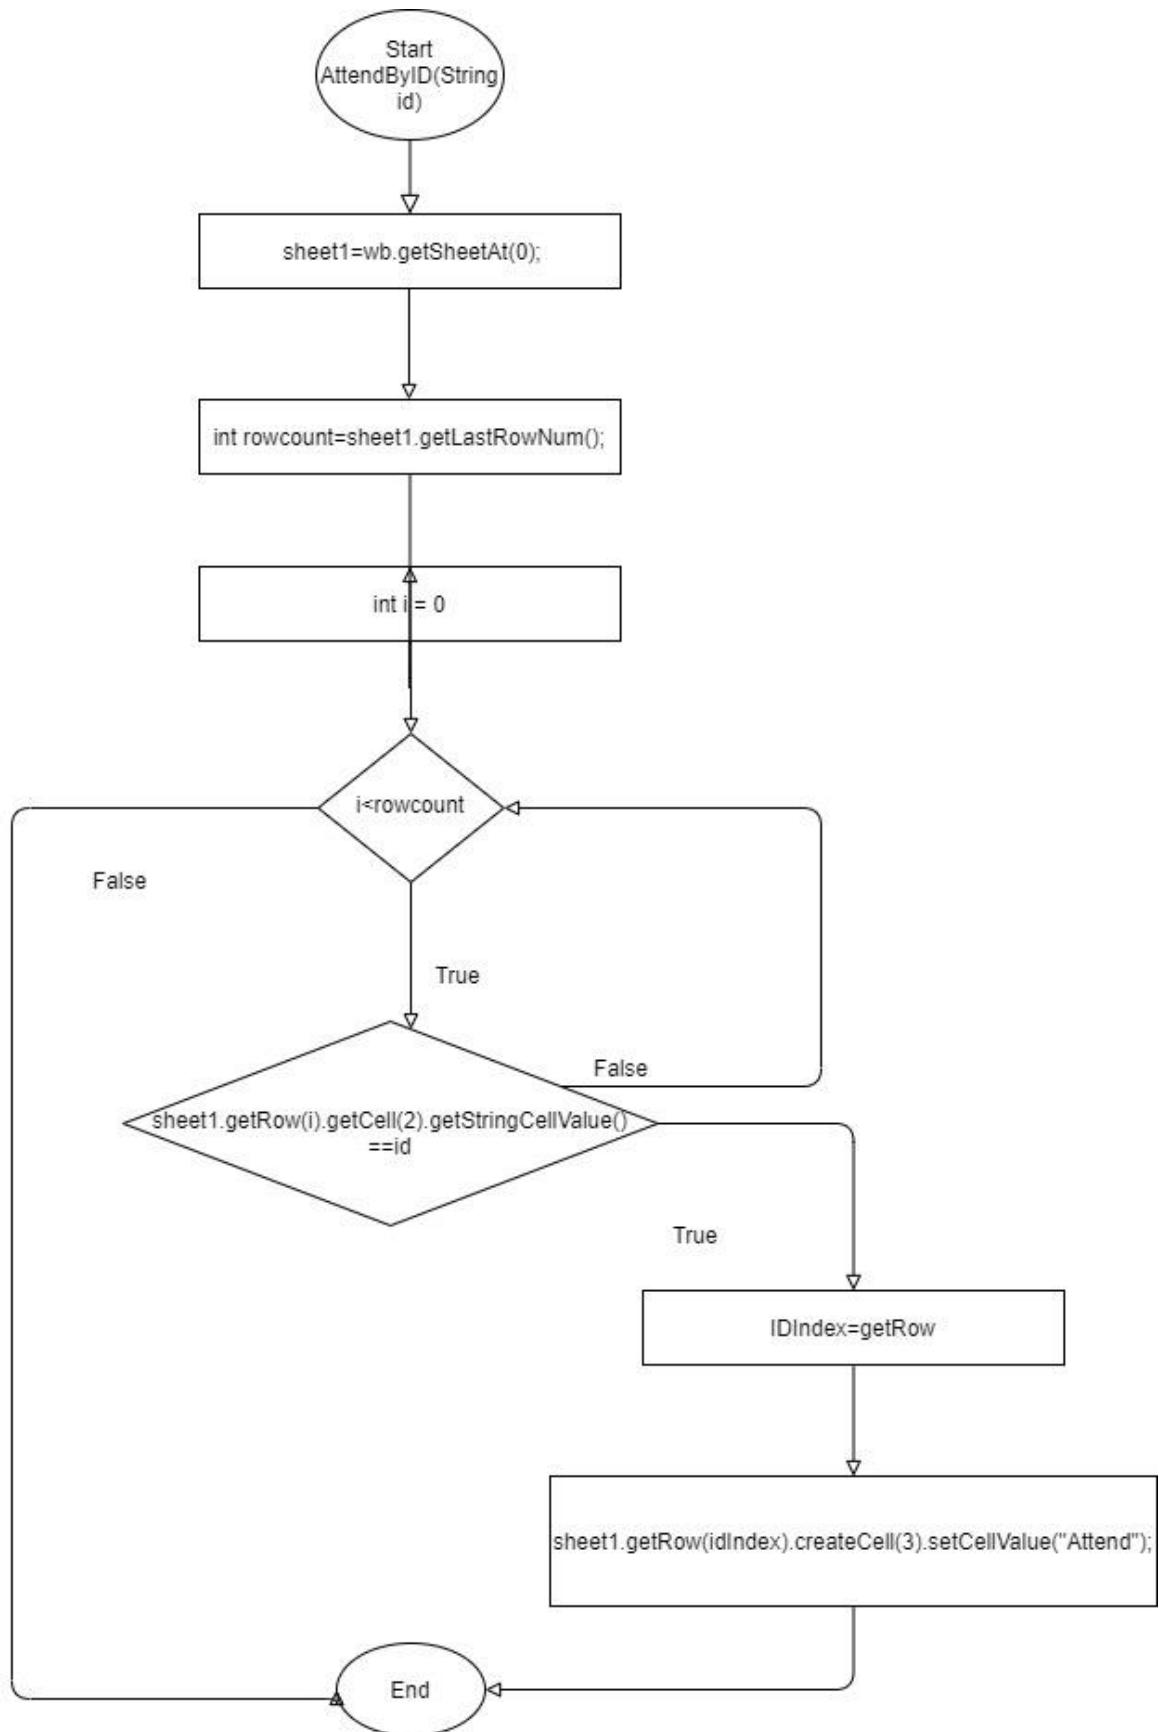 Start
AttendByID(String
id)
sheet1=wb.getSheetAt(0);
int rowcount=sheet1.getLastRowNum();
int i = 0
i<rowcount
False
True
False
sheet1.getRow(i).getCell(2).getStringCellValue()
==id
True
IDIndex=getRow
sheet1.getRow(idIndex).createCell(3).setCellValue("Attend");
End